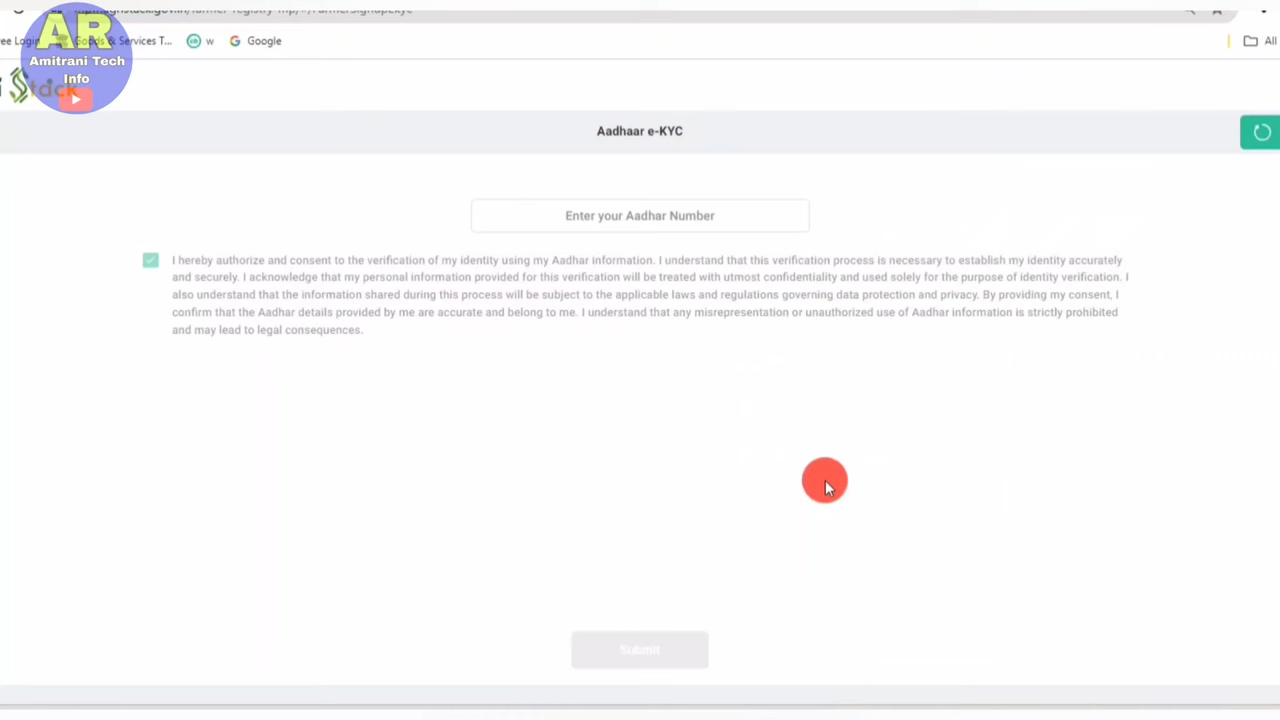 AR
Amitrani Tech
Info
Goods & Services T...
w
Google
All
Stack
Aadhaar e-KYC
Enter your Aadhar Number
I hereby authorize and consent to the verification of my identity using my Aadhar information. I understand that this verification process is necessary to establish my identity accurately
and securely. I acknowledge that my personal information provided for this verification will be treated with utmost confidentiality and used solely for the purpose of identity verification. I
also understand that the information shared during this process will be subject to the applicable laws and regulations governing data protection and privacy. By providing my consent, I
confirm that the Aadhar details provided by me are accurate and belong to me. I understand that any misrepresentation or unauthorized use of Aadhar information is strictly prohibited
and may lead to legal consequences.
Submit